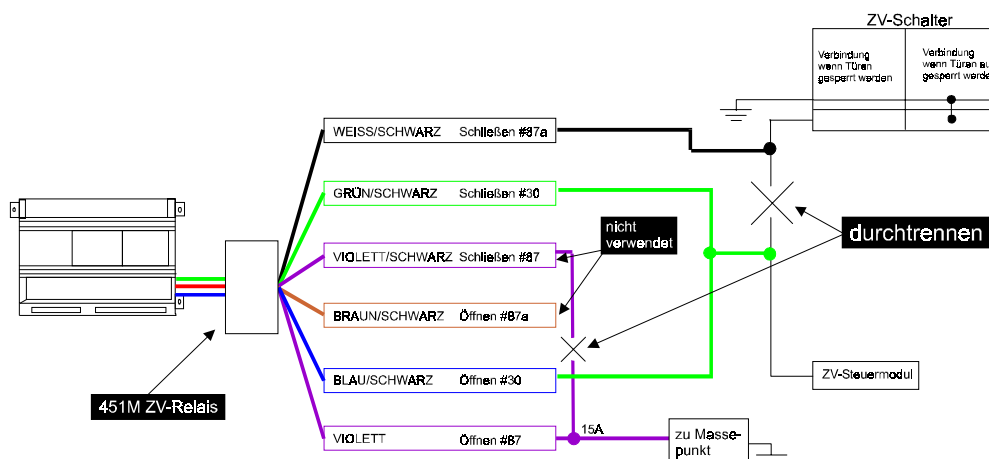 ZV-Schalter
Verbindung
wenn Türen
gesperrt werden
Verbindung
wenn Türen au
gesperrt werde
WEISS/SCHWARZ Schließen #87a
GRÜN/SCHWARZ Schließen #30
nicht
verwendet
durchtrennen
VIOLETT/SCHWARZ Schließen #87
BRAUN/SCHWARZ Öffnen #87a
BLAU/SCHWARZ Öffnen #30
ZV-Steuermodul
451M ZV-Relais
VIOLETT Öffnen #87
15A
zu Masse-
punkt